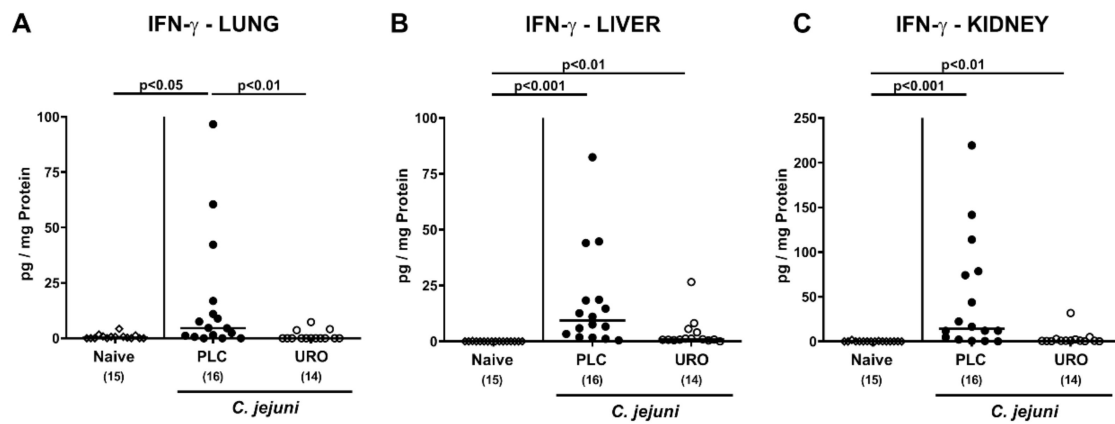 A
IFN-γ - LUNG
p<0.05
p<0.01
100
75
50
25
0
pg / mg Protein
Naive
PLC
URO
(15)
(16)
(14)
C. jejuni
B
IFN-γ - LIVER
p<0.01
p<0.001
100
75
50
25
0
pg / mg Protein
Naive
PLC
URO
(15)
(16)
(14)
C. jejuni
C
IFN-γ - KIDNEY
p<0.01
p<0.001
250
200
150
100
50
0
pg / mg Protein
Naive
PLC
URO
(15)
(16)
(14)
C. jejuni